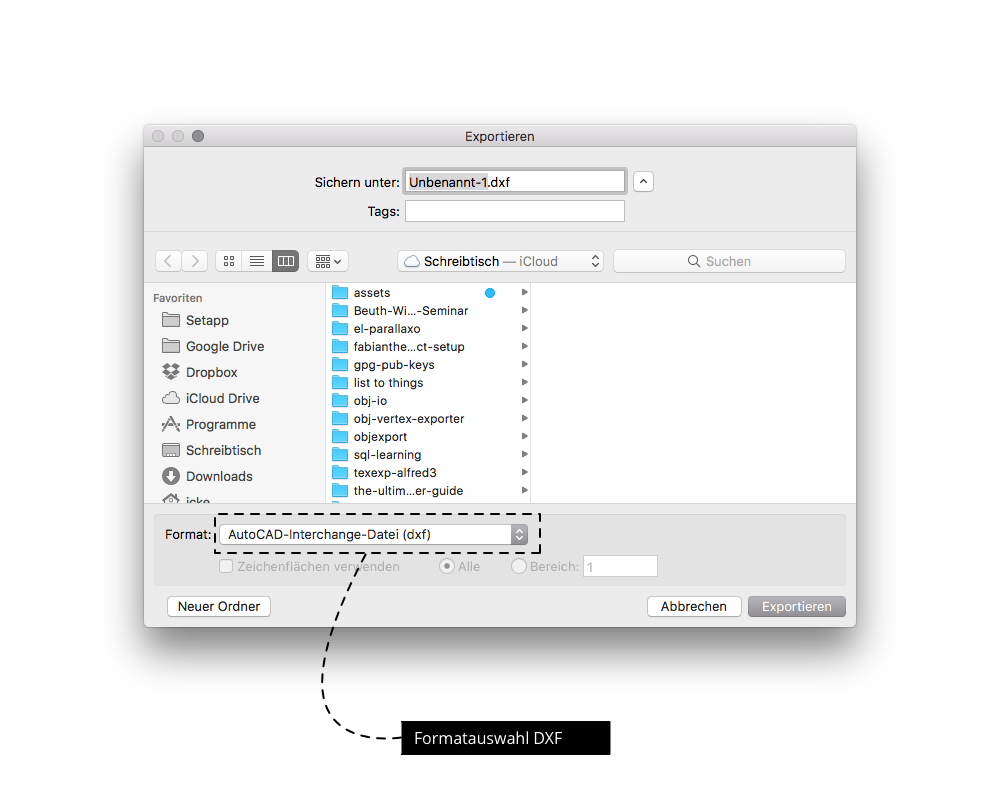 Exportieren
Sichern unter: Unbenannt-1.dxf
Tags:
Schreibtisch — iCloud
Suchen
Favoriten
Setapp
Google Drive
Dropbox
iCloud Drive
Programme
Schreibtisch
Downloads
icke
assets
Beuth-Wi...-Seminar
el-parallaxo
fabianthe...ct-setup
gpg-pub-keys
list to things
obj-io
obj-vertex-exporter
objexport
sql-learning
texexp-alfred3
the-ultim...er-guide
Format: AutoCAD-Interchange-Datei (dxf)
Zeichenflächen verwenden Alle Bereich: 1
Neuer Ordner Abbrechen Exportieren
Formatauswahl DXF